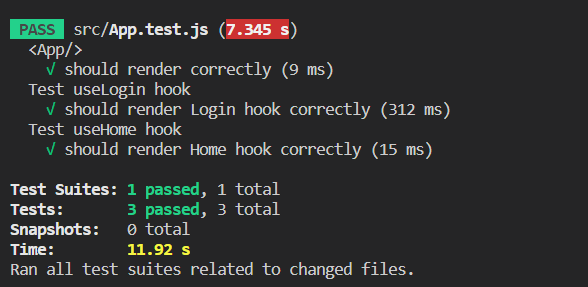 PASS src/App.test.js (7.345 s)
<App/>
√ should render correctly (9 ms)
Test useLogin hook
√ should render Login hook correctly (312 ms)
Test useHome hook
√ should render Home hook correctly (15 ms)
Test Suites: 1 passed, 1 total
Tests: 3 passed, 3 total
Snapshots: 0 total
Time: 11.92 s
Ran all test suites related to changed files.